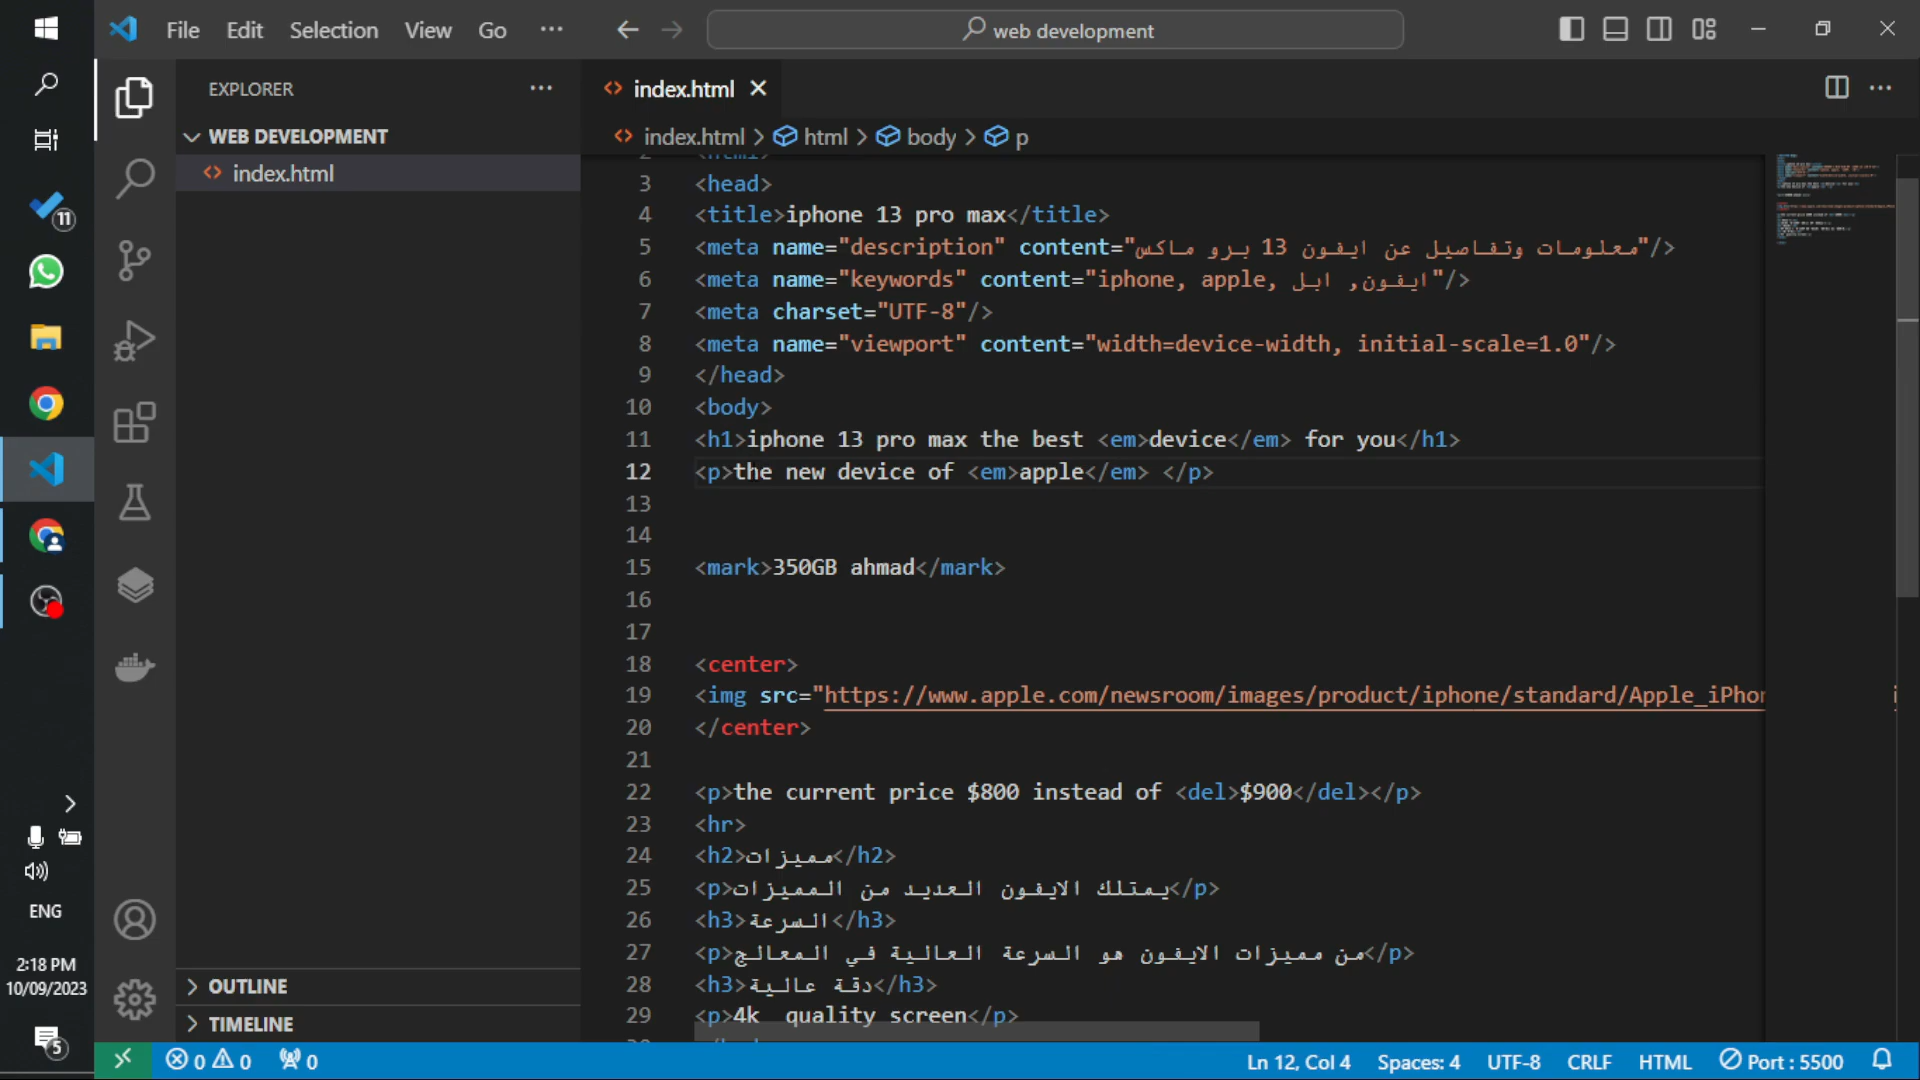 File Edit Selection View Go ···
web development
EXPLORER ···
WEB DEVELOPMENT
index.html
index.html
index.html > html > body > p
3 <head>
4 <title>iphone 13 pro max</title>
5 <meta name="description" content="معلومات وتفاصيل عن ايفون 13 برو ماكس"/>
6 <meta name="keywords" content="iphone, apple, ايفون, ابل"/>
7 <meta charset="UTF-8"/>
8 <meta name="viewport" content="width=device-width, initial-scale=1.0"/>
9 </head>
10 <body>
11 <h1>iphone 13 pro max the best <em>device</em> for you</h1>
12 <p>the new device of <em>apple</em> </p>
13
14
15 <mark>350GB ahmad</mark>
16
17
18 <center>
19 <img src="https://www.apple.com/newsroom/images/product/iphone/standard/Apple_iPhon
20 </center>
21
22 <p>the current price $800 instead of <del>$900</del></p>
23 <hr>
24 <h2>مميزات</h2>
25 <p>يمتلك الايفون العديد من المميزات</p>
26 <h3>السرعة</h3>
27 <p>من مميزات الايفون هو السرعة العالية في المعالج</p>
28 <h3>دقة عالية</h3>
29 <p>4k  quality screen</p>
OUTLINE
TIMELINE
0 0 0
Ln 12, Col 4 Spaces: 4 UTF-8 CRLF HTML Port : 5500
11
ENG
2:18 PM
10/09/2023
5